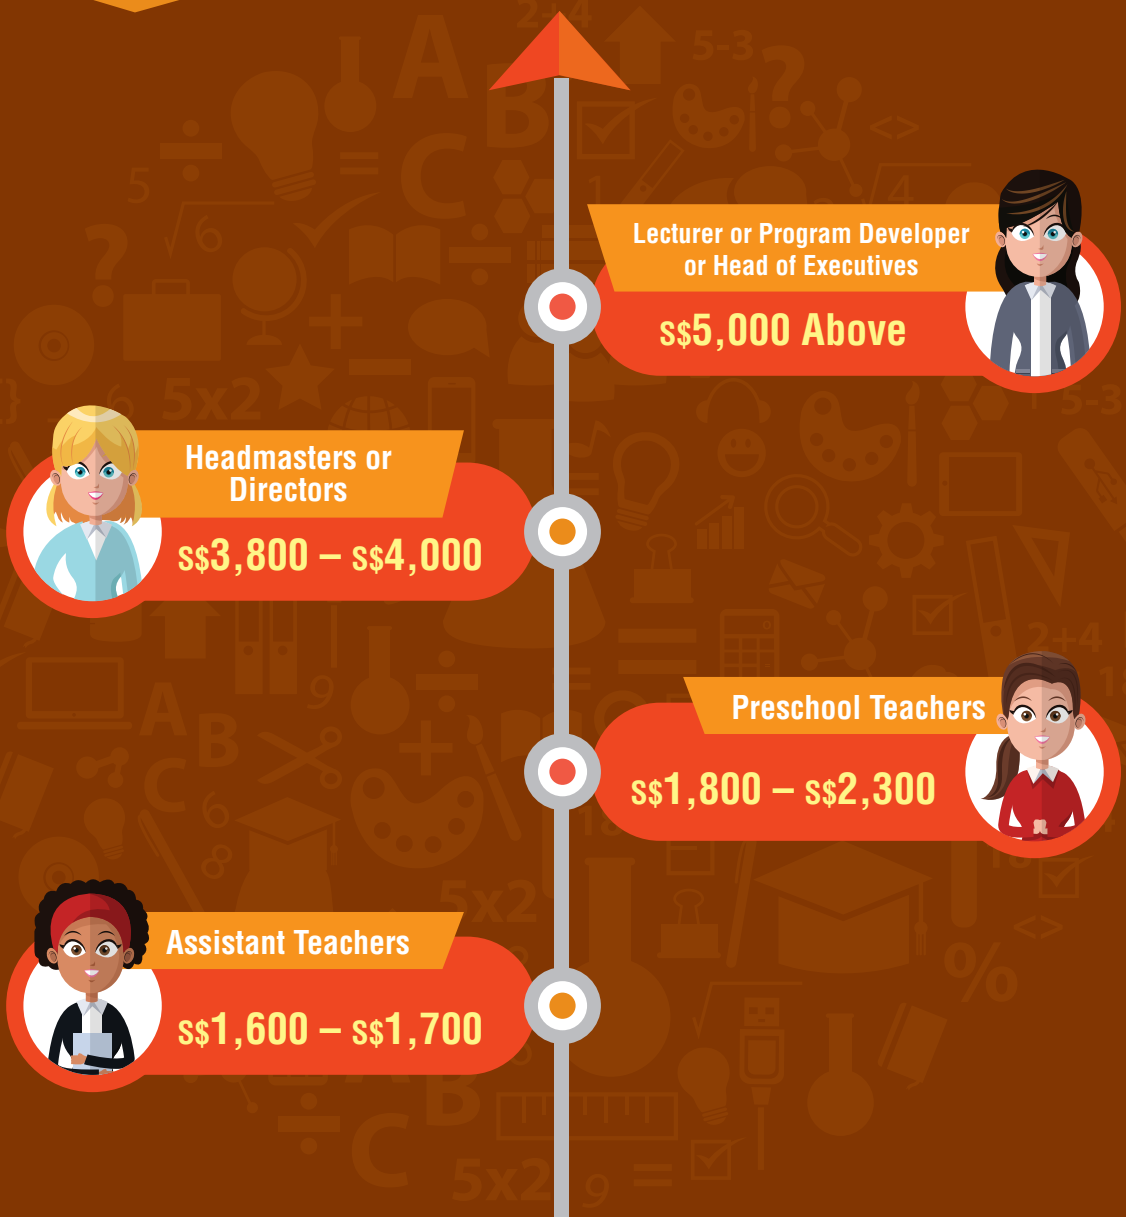 Lecturer or Program Developer
or Head of Executives
S$5,000 Above
Headmasters or
Directors
S$3,800 – S$4,000
Preschool Teachers
S$1,800 – S$2,300
Assistant Teachers
S$1,600 – S$1,700